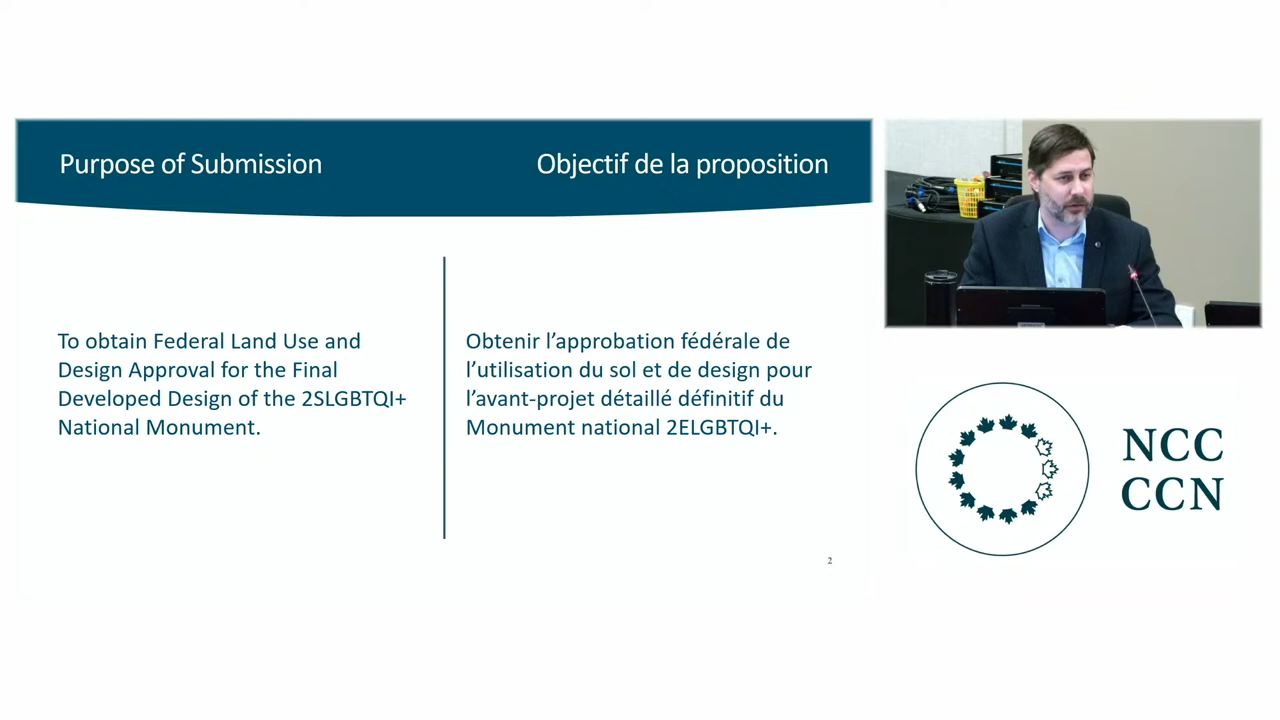 Purpose of Submission
Objectif de la proposition
To obtain Federal Land Use and
Design Approval for the Final
Developed Design of the 2SLGBTQI+
National Monument.
Obtenir l’approbation fédérale de
l’utilisation du sol et de design pour
l’avant-projet détaillé définitif du
Monument national 2ELGBTQI+.
2
NCC
CCN